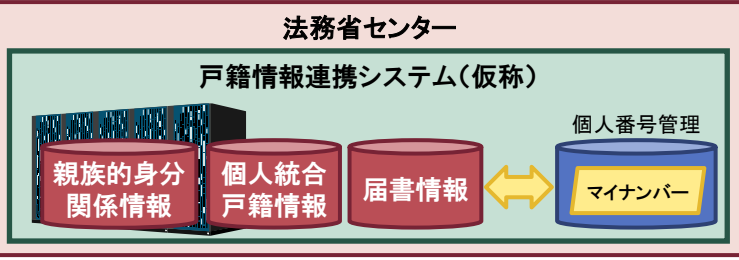 法務省センター
戸籍情報連携システム（仮称）
個人番号管理
親族的身分
関係情報
個人統合
戸籍情報
届書情報
マイナンバー